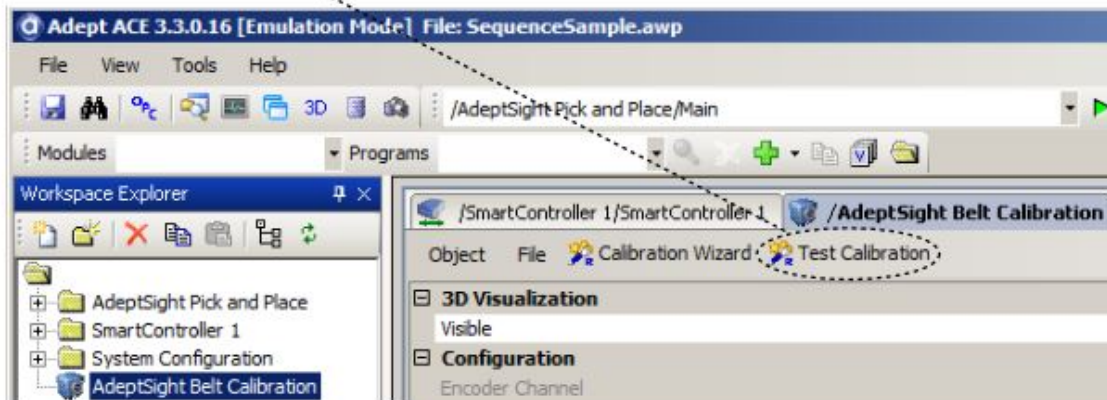 Adept ACE 3.3.0.16 [Emulation Mode] File: SequenceSample.awp
File View Tools Help
OPC 3D /AdeptSight Pick and Place/Main
Modules Programs
Workspace Explorer
/SmartController 1/SmartController 1 /AdeptSight Belt Calibration
Object File Calibration Wizard Test Calibration
AdeptSight Pick and Place
SmartController 1
System Configuration
AdeptSight Belt Calibration
3D Visualization
Visible
Configuration
Encoder Channel